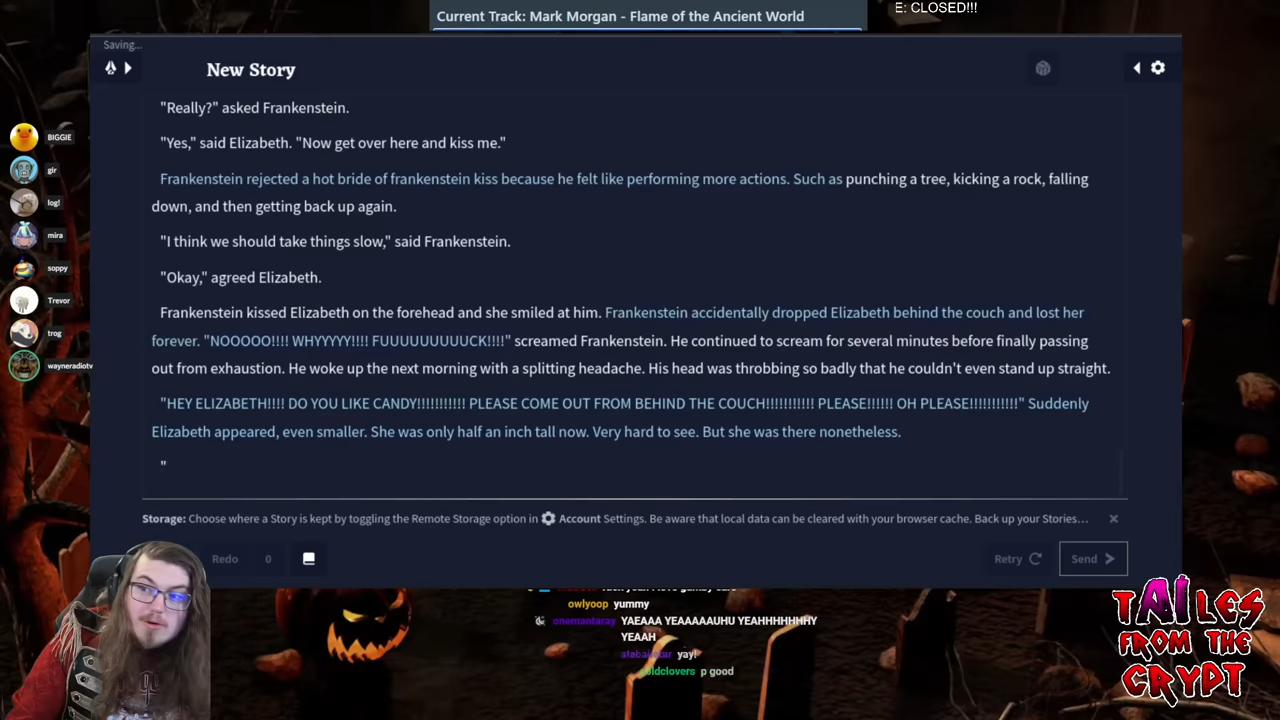 Current Track: Mark Morgan - Flame of the Ancient World
E: CLOSED!!!
Saving...
New Story
"Really?" asked Frankenstein.
"Yes," said Elizabeth. "Now get over here and kiss me."
Frankenstein rejected a hot bride of frankenstein kiss because he felt like performing more actions. Such as punching a tree, kicking a rock, falling
down, and then getting back up again.
"I think we should take things slow," said Frankenstein.
"Okay," agreed Elizabeth.
Frankenstein kissed Elizabeth on the forehead and she smiled at him. Frankenstein accidentally dropped Elizabeth behind the couch and lost her
forever. "NOOOOO!!!! WHYYYYY!!!! FUUUUUUUUUCK!!!!" screamed Frankenstein. He continued to scream for several minutes before finally passing
out from exhaustion. He woke up the next morning with a splitting headache. His head was throbbing so badly that he couldn't even stand up straight.
"HEY ELIZABETH!!!! DO YOU LIKE CANDY!!!!!!!!!!! PLEASE COME OUT FROM BEHIND THE COUCH!!!!!!!!!!! PLEASE!!!!!! OH PLEASE!!!!!!!!!!!" Suddenly
Elizabeth appeared, even smaller. She was only half an inch tall now. Very hard to see. But she was there nonetheless.
"
Storage: Choose where a Story is kept by toggling the Remote Storage option in Account Settings. Be aware that local data can be cleared with your browser cache. Back up your Stories...
Redo 0
Retry
Send
BIGGIE
gir
log!
mira
soppy
Trevor
trog
wayneradiotv
owlyoop yummy
onemantaray YAEAAA YEAAAAAUHU YEAHHHHHHHY
YEAAH
yay!
p good
TAILES
FROM THE
CRYPT